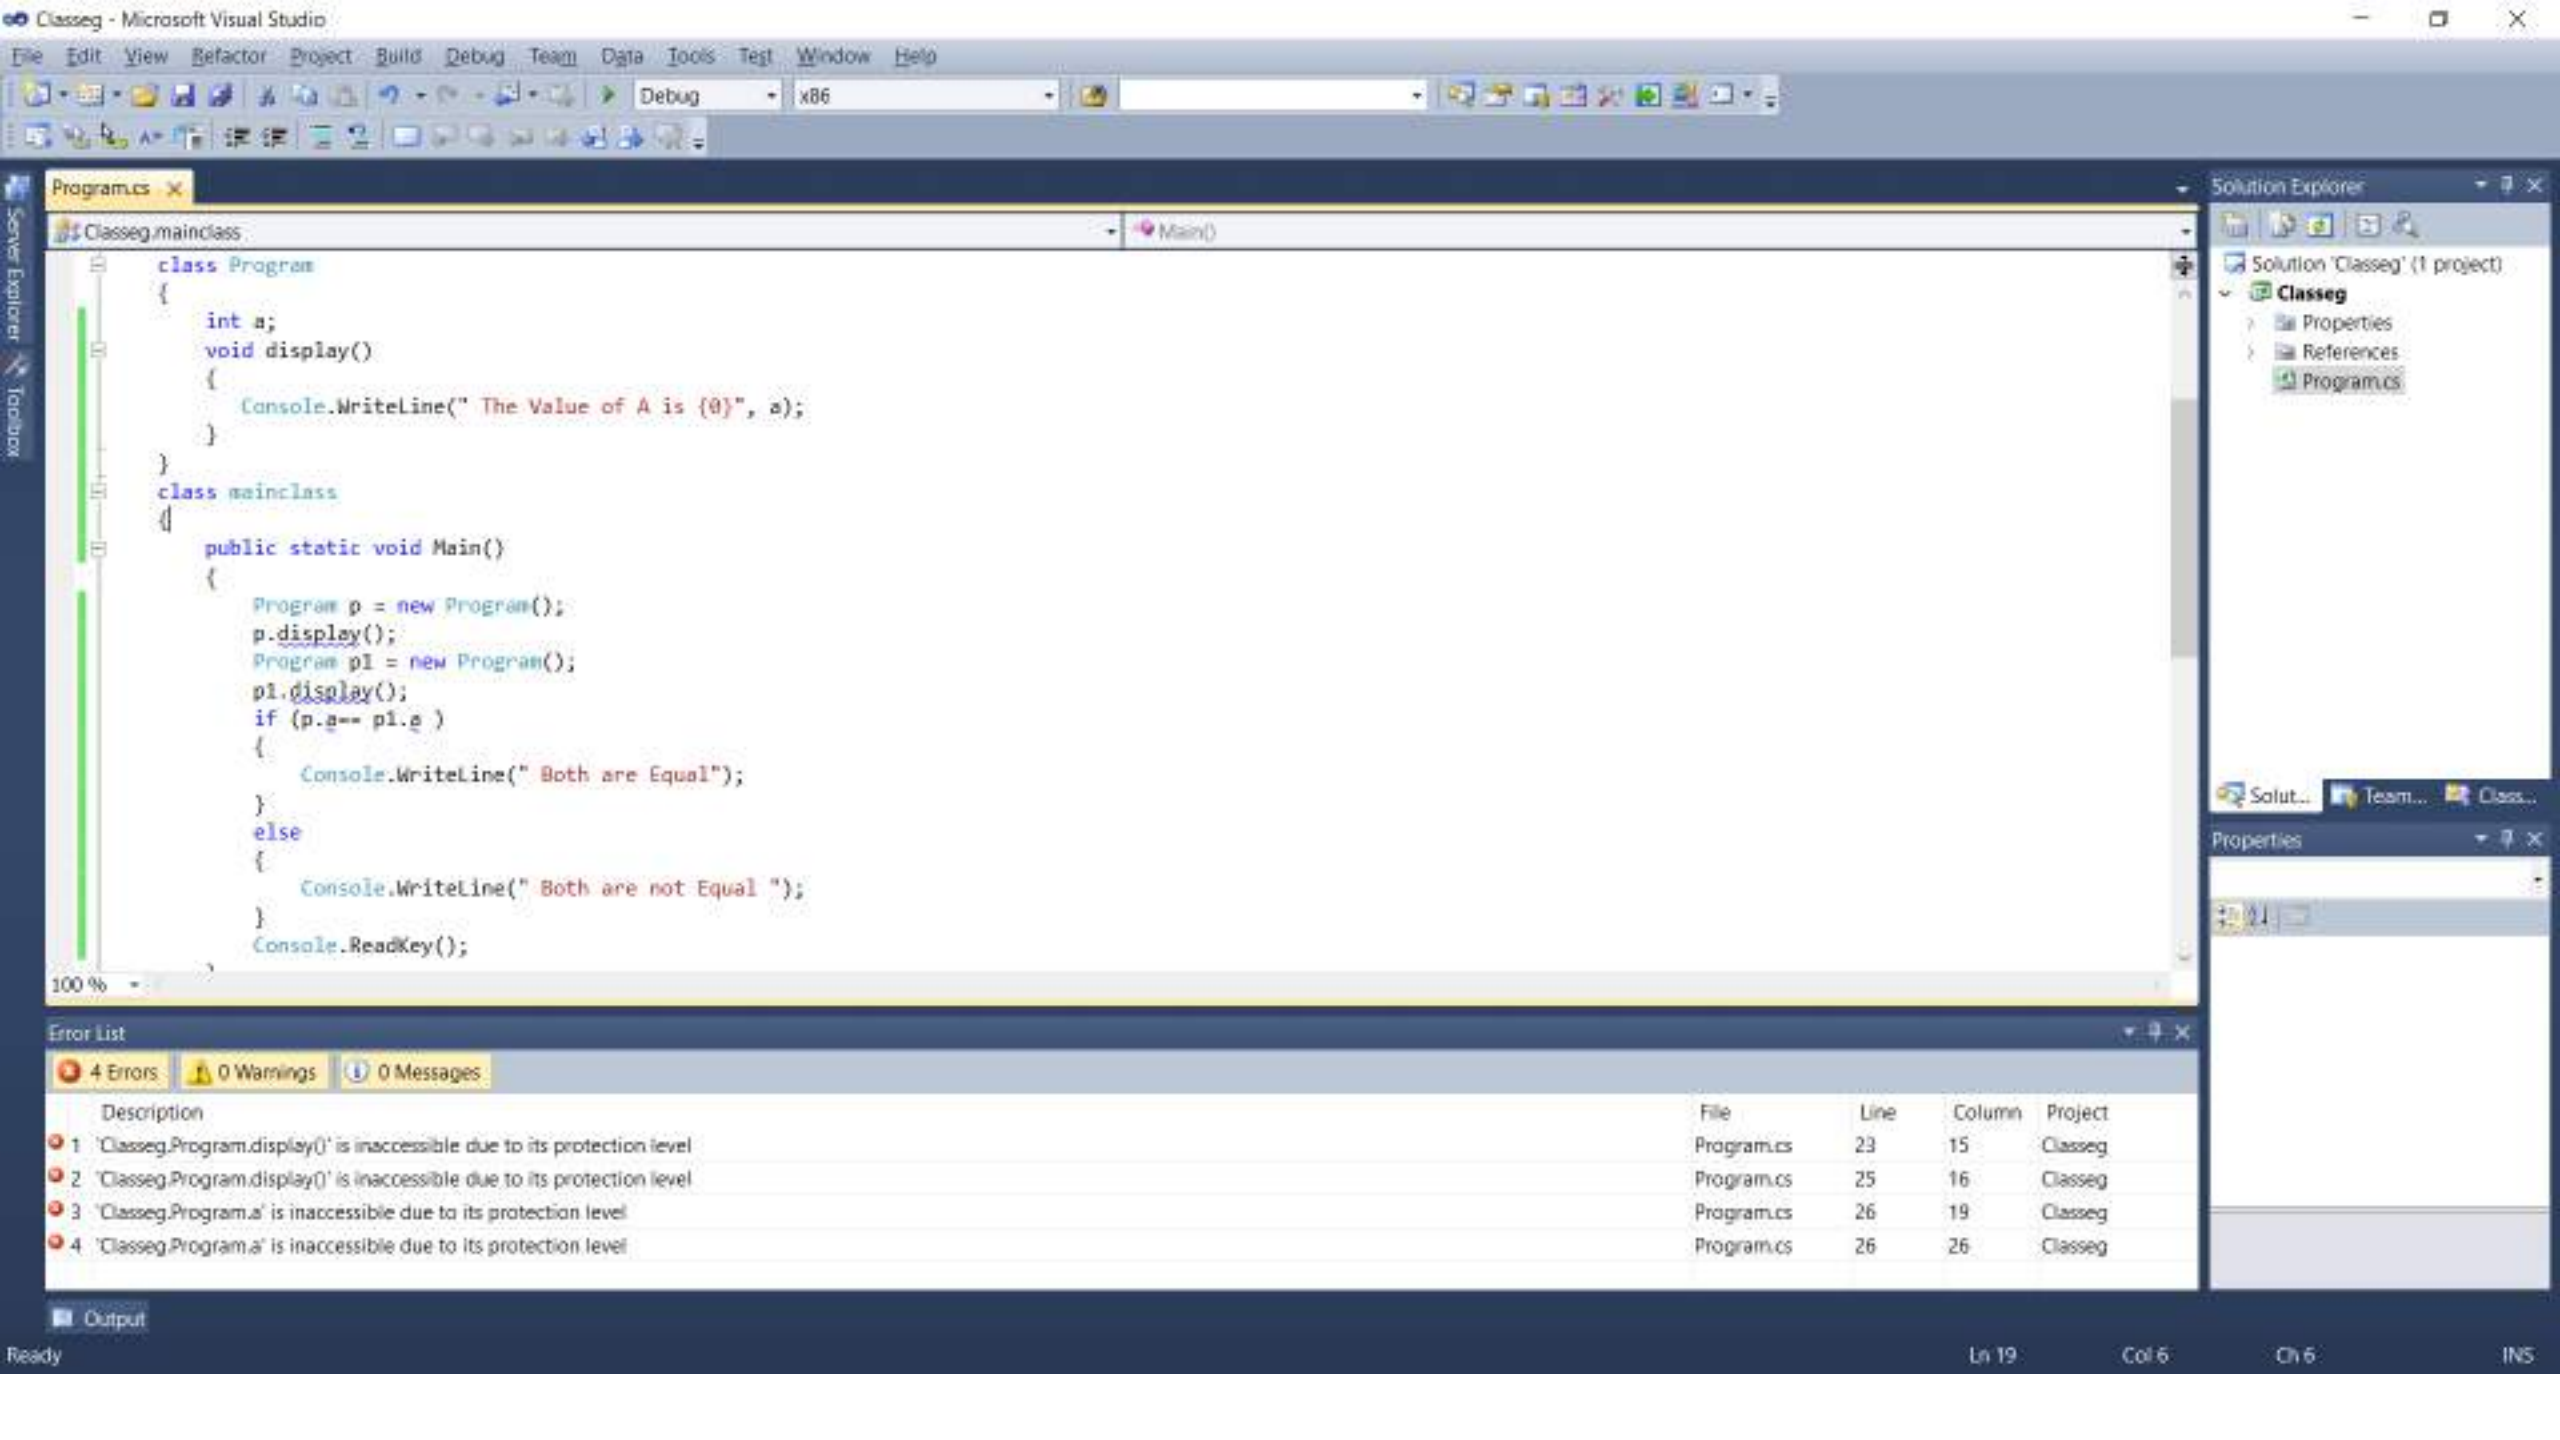 Classeg - Microsoft Visual Studio
File Edit View Refactor Project Build Debug Team Data Tools Test Window Help
Debug x86
Program.cs
Classeg.mainclass Main()
class Program
{
int a;
void display()
{
Console.WriteLine(" The Value of A is {0}", a);
}
}
class mainclass
{
public static void Main()
{
Program p = new Program();
p.display();
Program p1 = new Program();
p1.display();
if (p.a== p1.a )
{
Console.WriteLine(" Both are Equal");
}
else
{
Console.WriteLine(" Both are not Equal ");
}
Console.ReadKey();
100 %
Server Explorer
Toolbox
Solution Explorer
Solution 'Classeg' (1 project)
Classeg
Properties
References
Program.cs
Solut... Team... Class...
Properties
Error List
4 Errors 0 Warnings 0 Messages
Description File Line Column Project
1 'Classeg.Program.display()' is inaccessible due to its protection level Program.cs 23 15 Classeg
2 'Classeg.Program.display()' is inaccessible due to its protection level Program.cs 25 16 Classeg
3 'Classeg.Program.a' is inaccessible due to its protection level Program.cs 26 19 Classeg
4 'Classeg.Program.a' is inaccessible due to its protection level Program.cs 26 26 Classeg
Output
Ready Ln 19 Col 6 Ch 6 INS